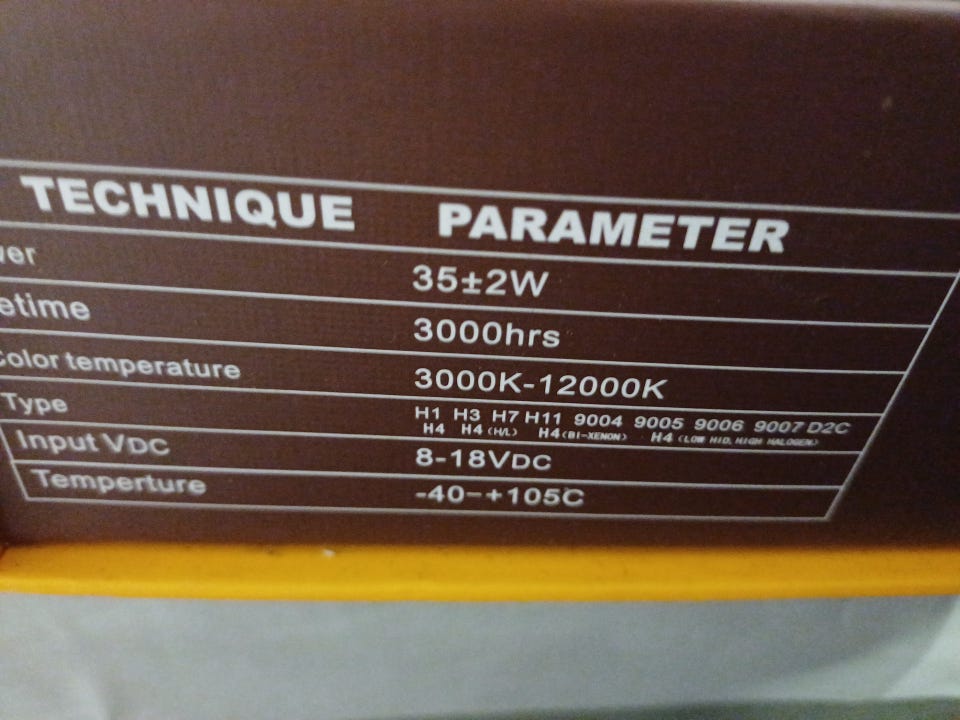 TECHNIQUE PARAMETER
wer 35±2W
etime 3000hrs
Color temperature 3000K-12000K
Type H1 H3 H7 H11 9004 9005 9006 9007 D2C
H4 H4(H/L) H4(BI-XENON) H4(LOW HID, HIGH HALOGEN)
Input VDC 8-18VDC
Temperture -40-+105C